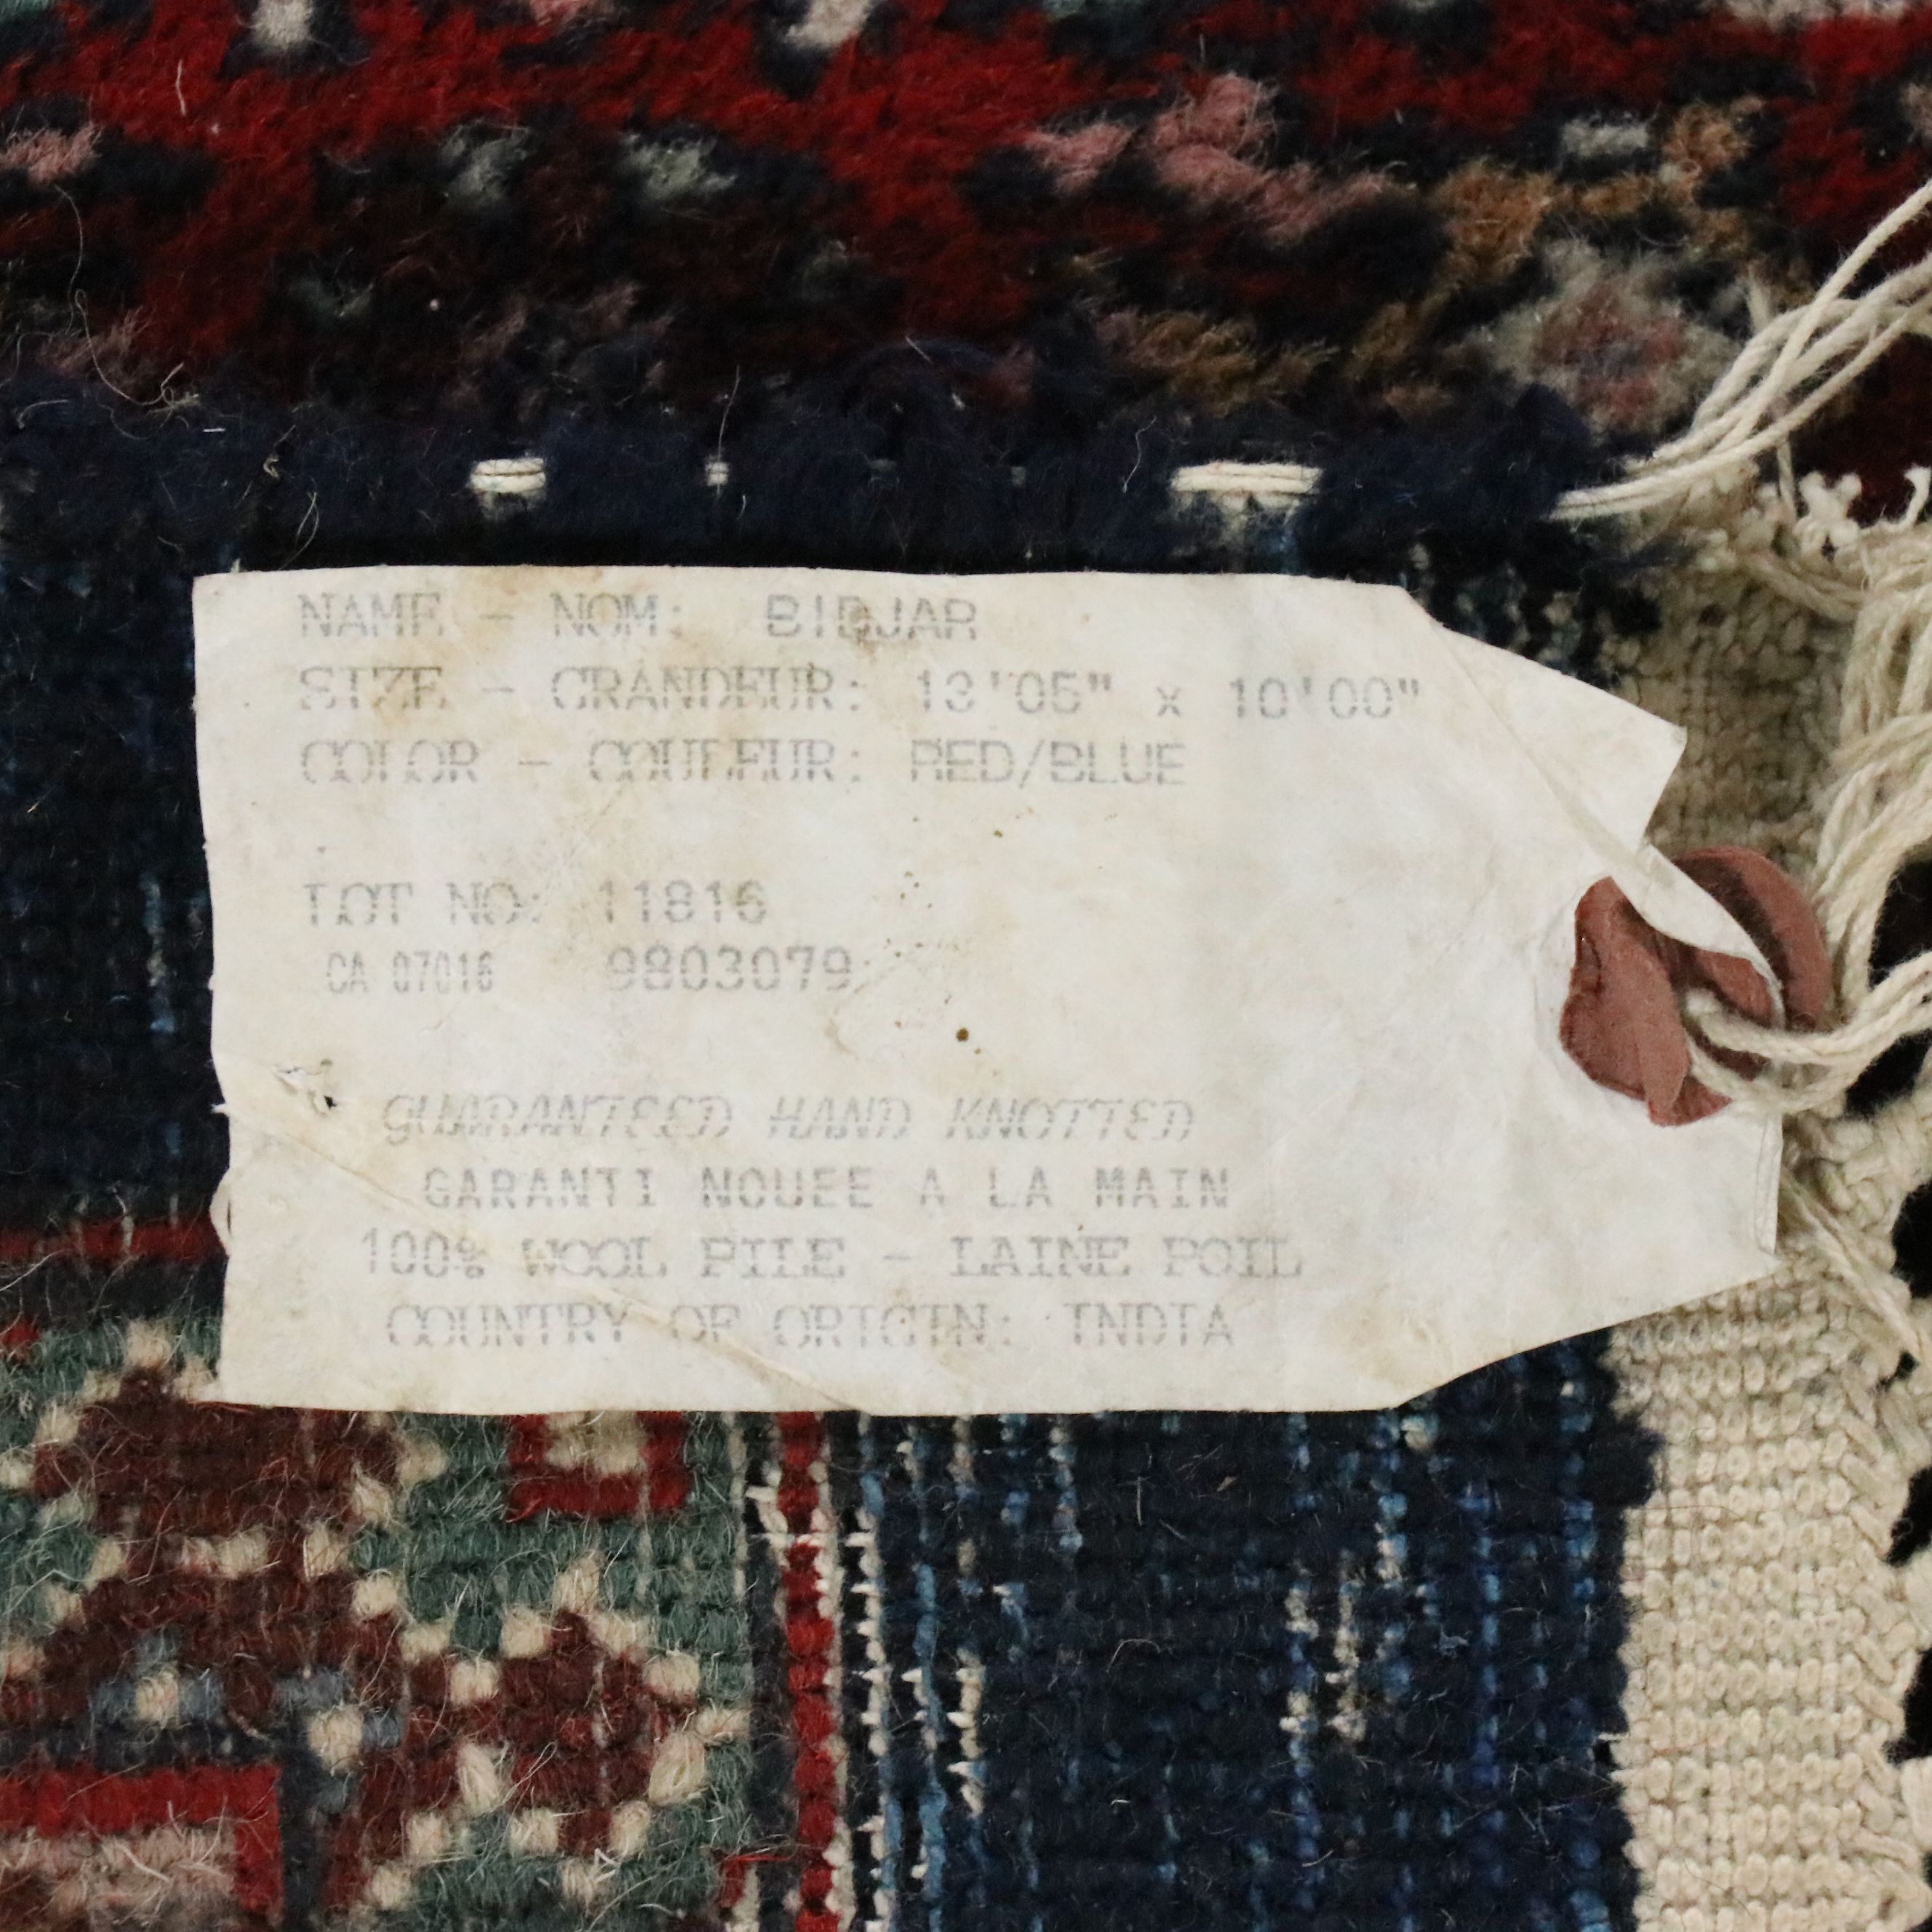 NAME - NOM: BIDJAR
SIZE - GRANDEUR: 13'05" x 10'00"
COLOR - COULEUR: RED/BLUE
LOT NO: 11816
CA 07016 9803079
GUARANTEED HAND KNOTTED
GARANTI NOUEE A LA MAIN
100% WOOL PILE - LAINE POIL
COUNTRY OF ORIGIN: INDIA